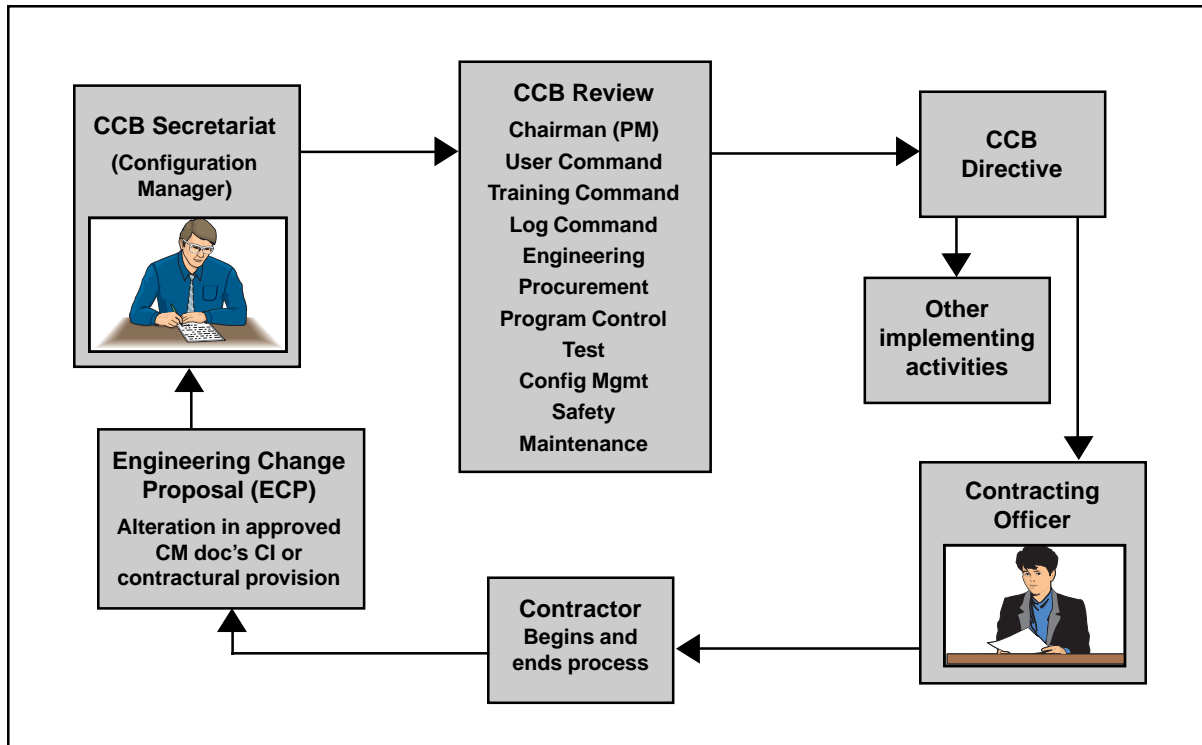 CCB Secretariat
(Configuration
Manager)
CCB Review
Chairman (PM)
User Command
Training Command
Log Command
Engineering
Procurement
Program Control
Test
Config Mgmt
Safety
Maintenance
CCB
Directive
Other
implementing
activities
Engineering Change
Proposal (ECP)
Alteration in approved
CM doc's CI or
contractural provision
Contractor
Begins and
ends process
Contracting
Officer